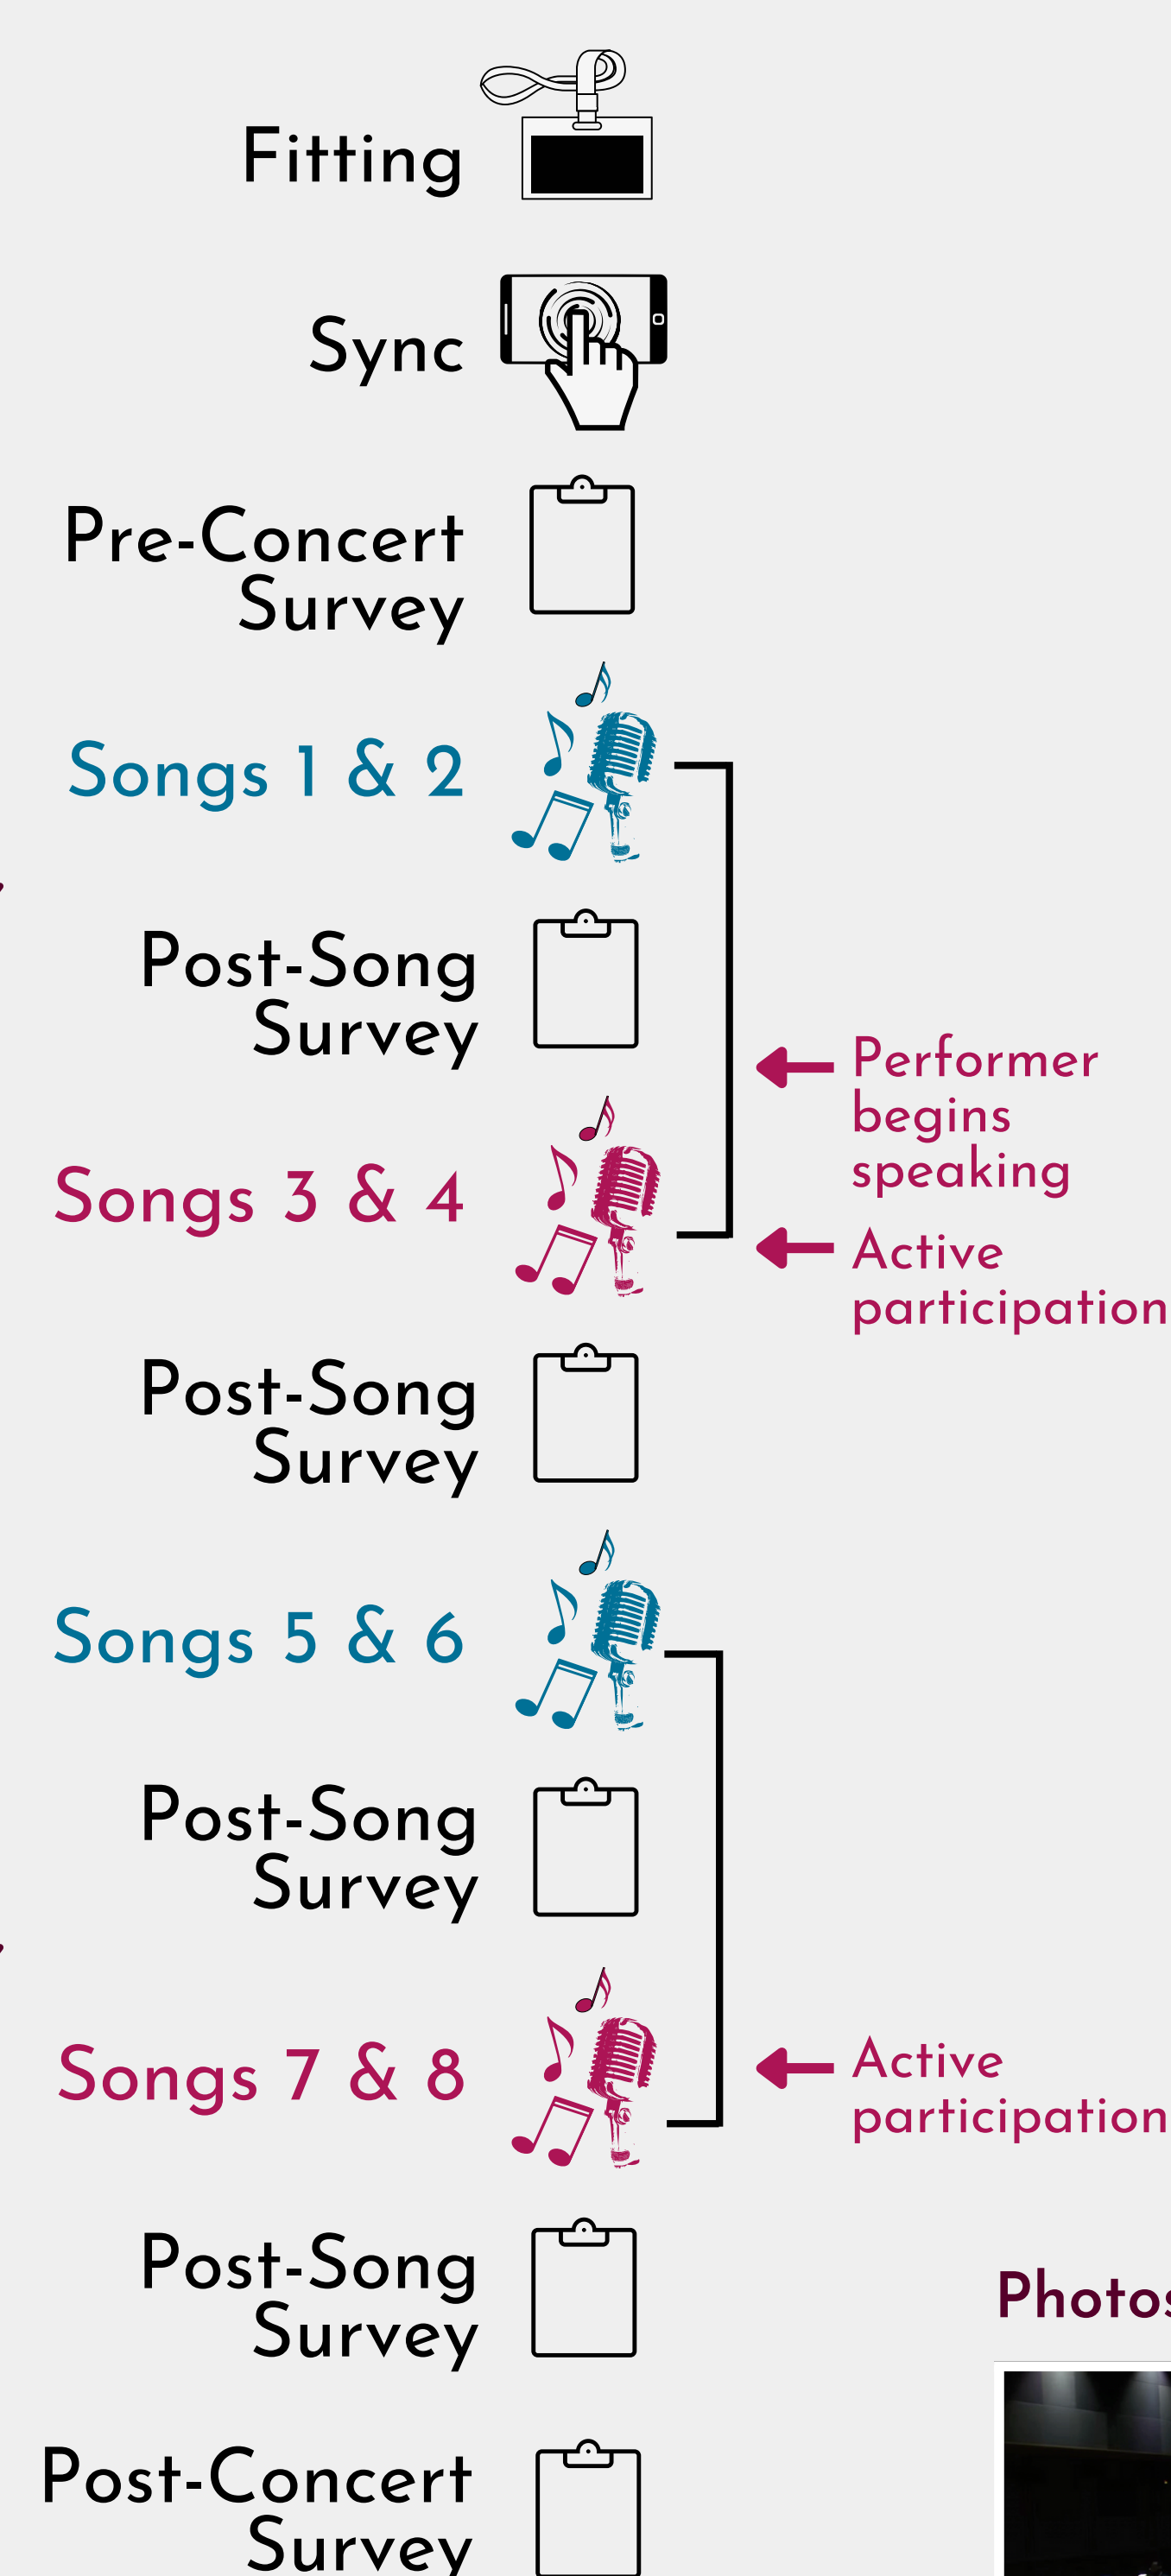 Fitting
Sync
Pre-Concert
Survey
Songs 1 & 2
Post-Song
Survey
Performer
begins
speaking
Songs 3 & 4
Active
participation
Post-Song
Survey
Songs 5 & 6
Post-Song
Survey
Songs 7 & 8
Active
participation
Post-Song
Survey
Photos
Post-Concert
Survey